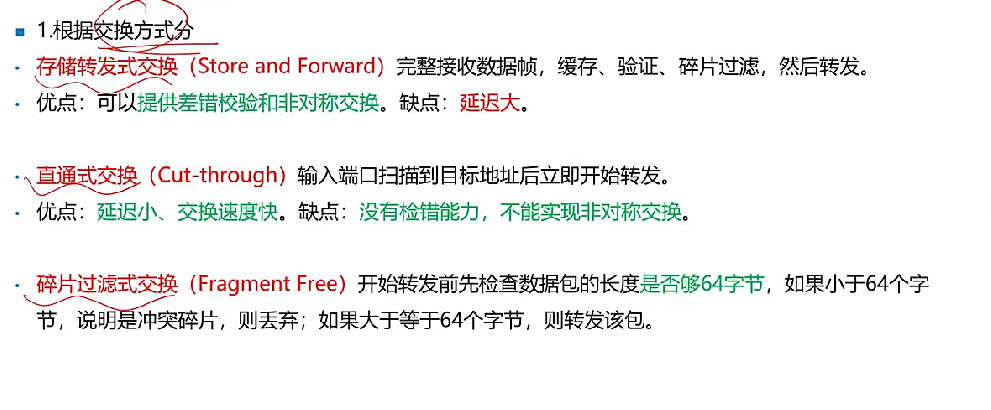 1.根据交换方式分
存储转发式交换（Store and Forward）完整接收数据帧，缓存、验证、碎片过滤，然后转发。
优点：可以提供差错校验和非对称交换。缺点：延迟大。
直通式交换（Cut-through）输入端口扫描到目标地址后立即开始转发。
优点：延迟小、交换速度快。缺点：没有检错能力，不能实现非对称交换。
碎片过滤式交换（Fragment Free）开始转发前先检查数据包的长度是否够64字节，如果小于64个字
节，说明是冲突碎片，则丢弃；如果大于等于64个字节，则转发该包。